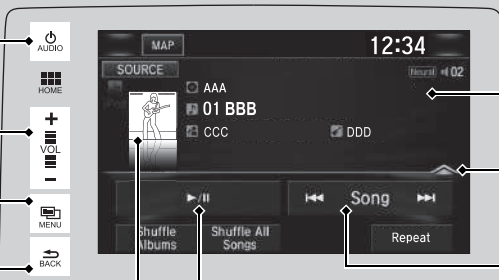 AUDIO
HOME
VOL
MENU
BACK
MAP
12:34
SOURCE
Neural 02
AAA
01 BBB
CCC
DDD
Song
Shuffle Albums
Shuffle All Songs
Repeat